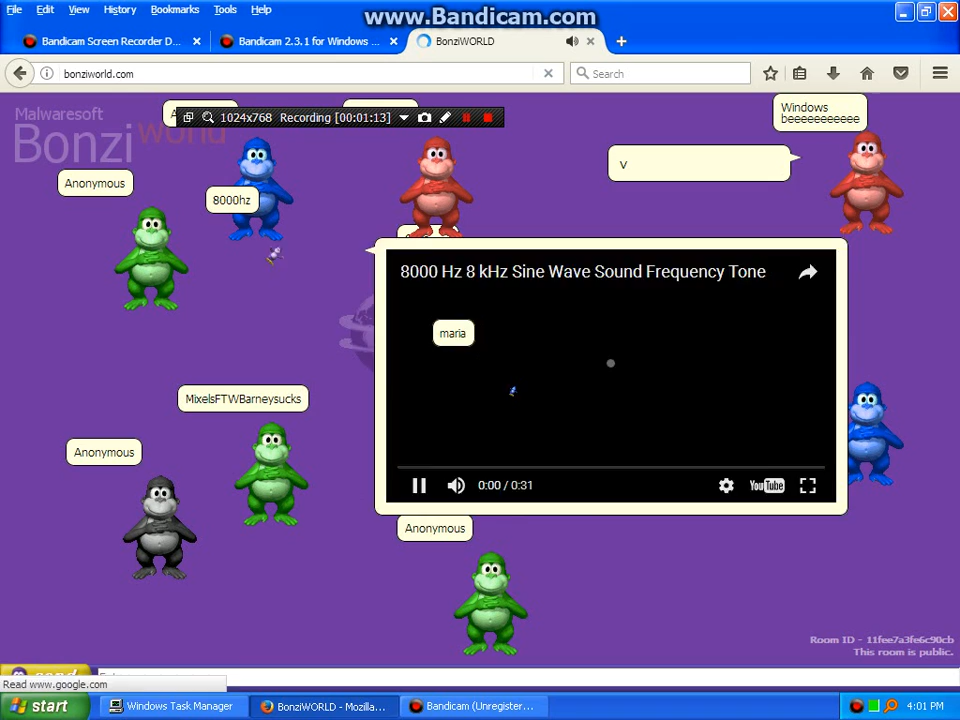 www.Bandicam.com
File Edit View History Bookmarks Tools Help
Bandicam Screen Recorder D...
Bandicam 2.3.1 for Windows ...
BonziWORLD
bonziworld.com
Search
Malwaresoft
Bonzi world
1024x768 Recording [00:01:13]
Windows
beeeeeeeeeee
v
Anonymous
8000hz
8000 Hz 8 kHz Sine Wave Sound Frequency Tone
maria
MixelsFTWBarneysucks
Anonymous
0:00 / 0:31
YouTube
Anonymous
Room ID - 11fee7a3fe6c90cb
This room is public.
Read www.google.com
start
Windows Task Manager
BonziWORLD - Mozilla...
Bandicam (Unregister...
4:01 PM